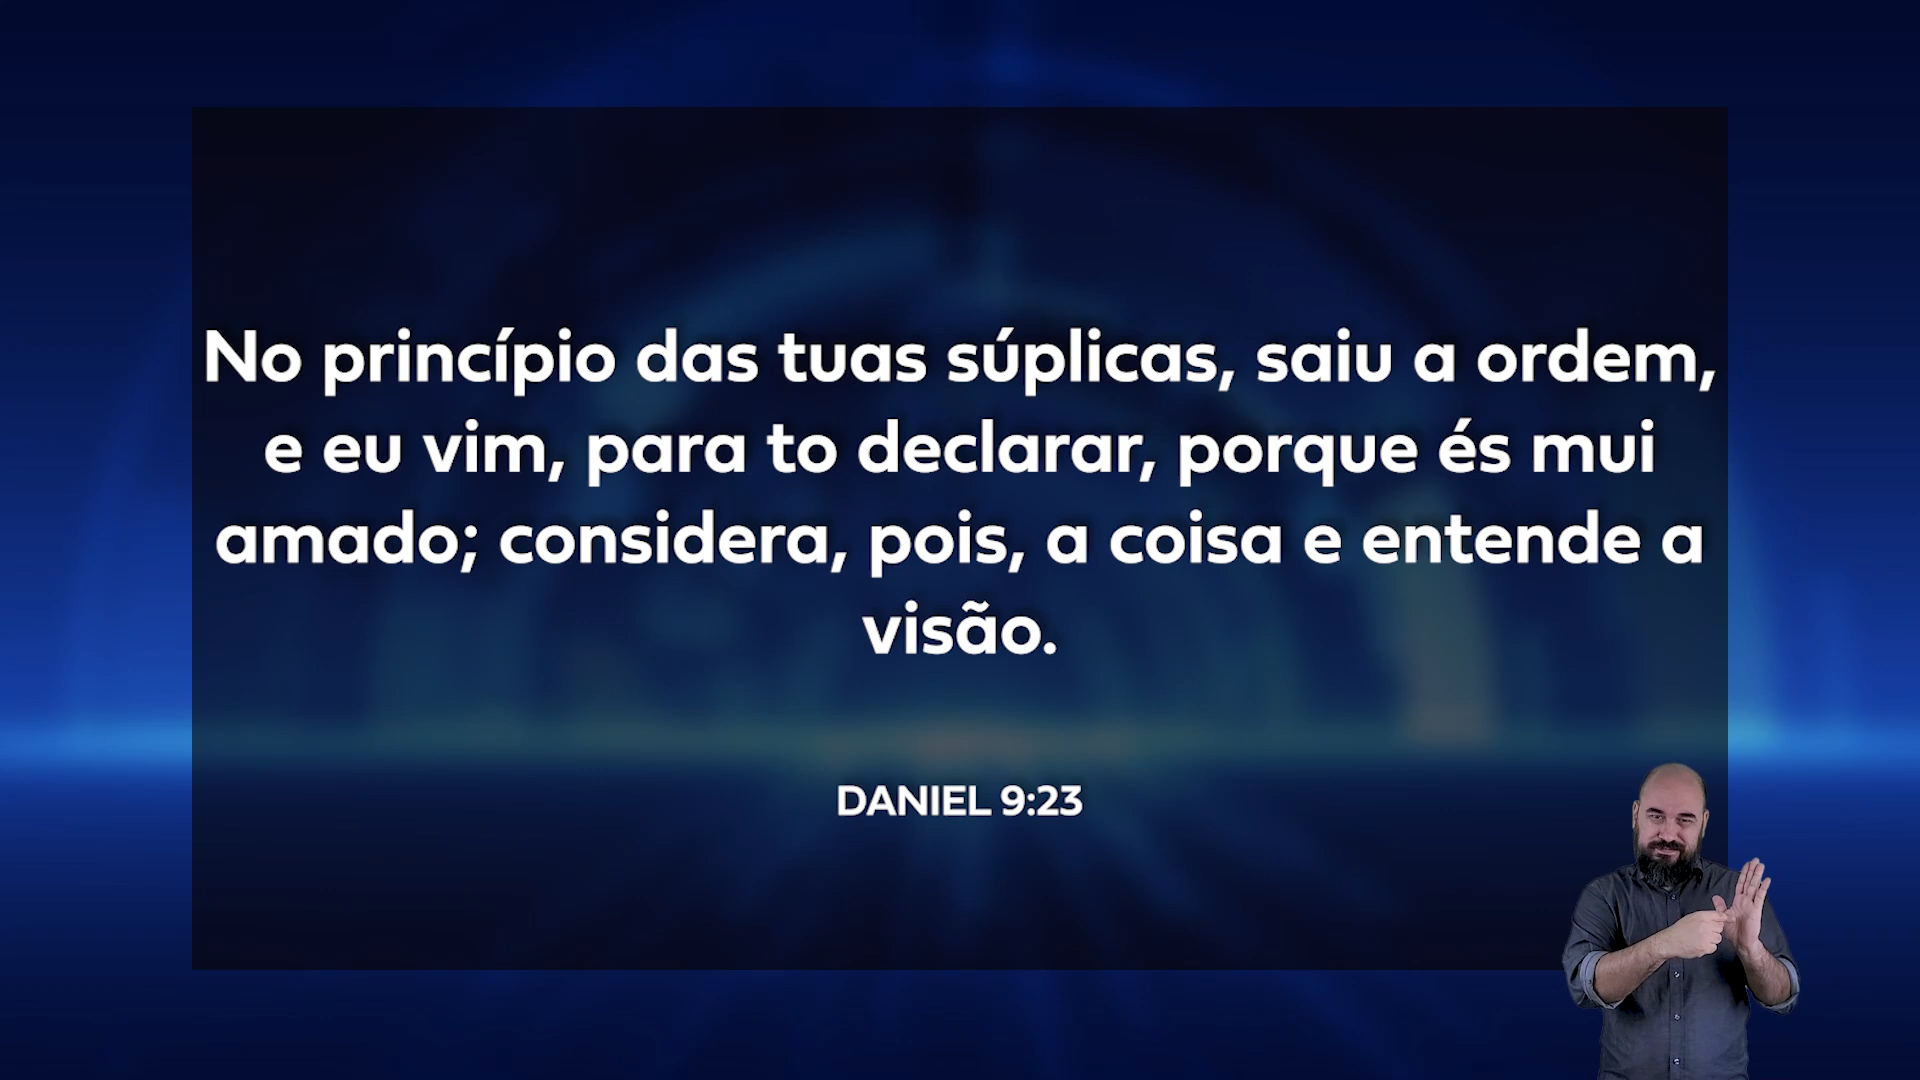 No princípio das tuas súplicas, saiu a ordem,
e eu vim, para to declarar, porque és mui
amado; considera, pois, a coisa e entende a
visão.
DANIEL 9:23